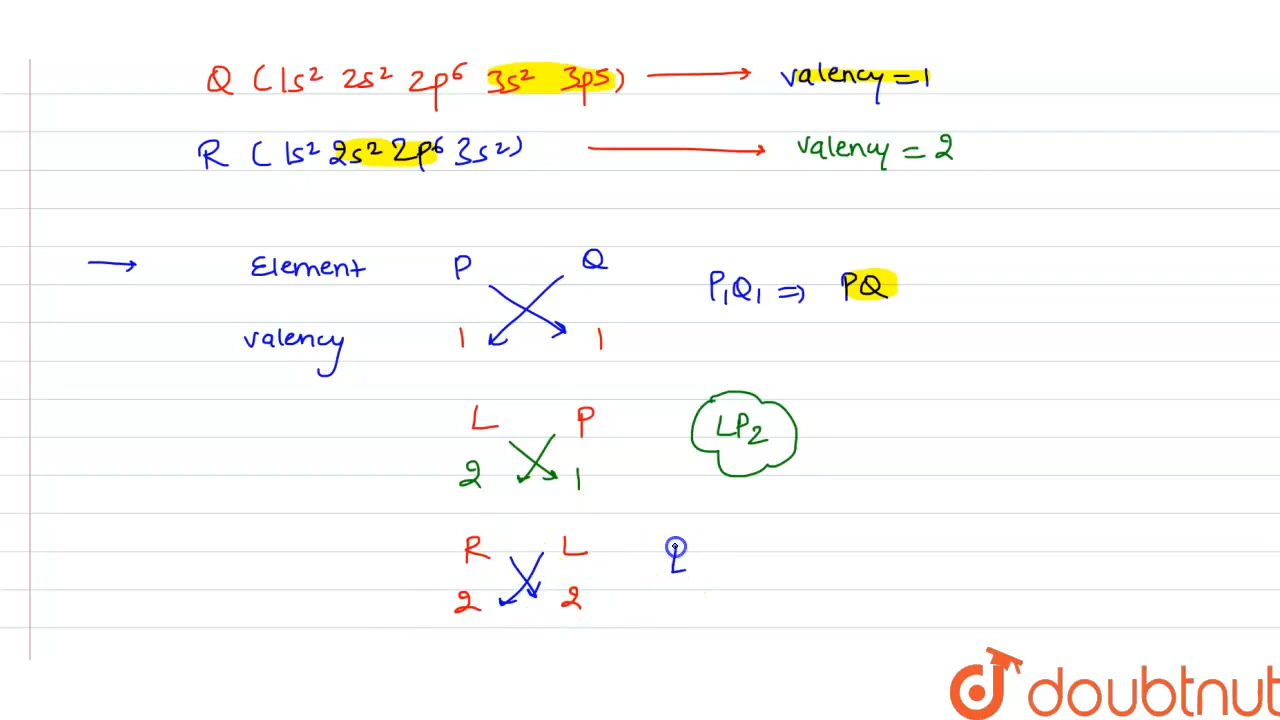 Q (1s² 2s² 2p⁶ 3s² 3p5) → valency = 1
R (1s² 2s² 2p⁶ 3s²) → valency = 2
→ Element P Q P₁Q₁ ⇒ PQ
valency 1 1
L P LP₂
2 1
R L
2 2
doubtnut